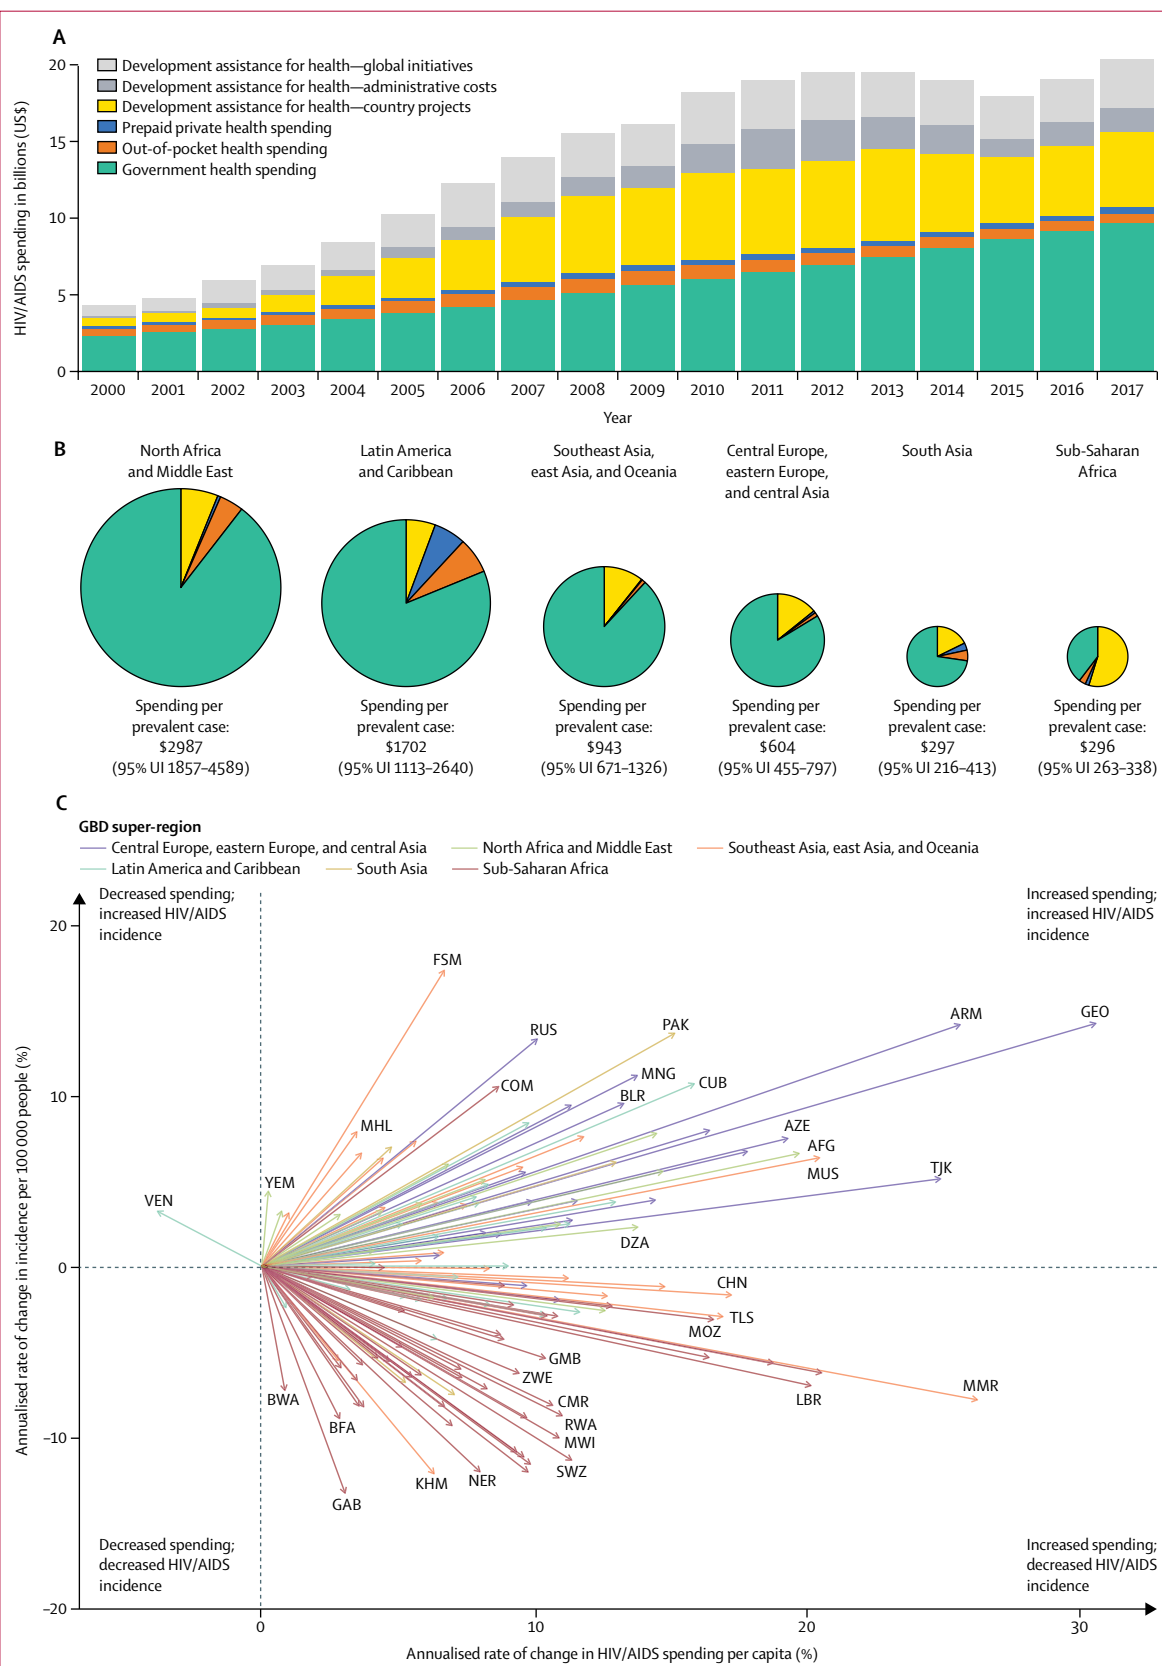 A
20
15
10
5
0
HIV/AIDS spending in billions (US$)
Development assistance for health—global initiatives
Development assistance for health—administrative costs
Development assistance for health—country projects
Prepaid private health spending
Out-of-pocket health spending
Government health spending
2000 2001 2002 2003 2004 2005 2006 2007 2008 2009 2010 2011 2012 2013 2014 2015 2016 2017
Year
B
North Africa
and Middle East
Spending per
prevalent case:
$2987
(95% UI 1857–4589)
Latin America
and Caribbean
Spending per
prevalent case:
$1702
(95% UI 1113–2640)
Southeast Asia,
east Asia, and Oceania
Spending per
prevalent case:
$943
(95% UI 671–1326)
Central Europe,
eastern Europe,
and central Asia
Spending per
prevalent case:
$604
(95% UI 455–797)
South Asia
Spending per
prevalent case:
$297
(95% UI 216–413)
Sub-Saharan
Africa
Spending per
prevalent case:
$296
(95% UI 263–338)
C
GBD super-region
Central Europe, eastern Europe, and central Asia
North Africa and Middle East
Southeast Asia, east Asia, and Oceania
Latin America and Caribbean
South Asia
Sub-Saharan Africa
Decreased spending;
increased HIV/AIDS
incidence
Increased spending;
increased HIV/AIDS
incidence
20
10
0
–10
–20
Annualised rate of change in incidence per 100 000 people (%)
FSM
RUS
PAK
ARM
GEO
COM
MNG
CUB
BLR
MHL
AZE
AFG
MUS
TJK
YEM
VEN
DZA
CHN
TLS
MOZ
GMB
ZWE
MMR
LBR
BWA
CMR
BFA
RWA
MWI
SWZ
KHM
NER
GAB
Decreased spending;
decreased HIV/AIDS
incidence
Increased spending;
decreased HIV/AIDS
incidence
0
10
20
30
Annualised rate of change in HIV/AIDS spending per capita (%)